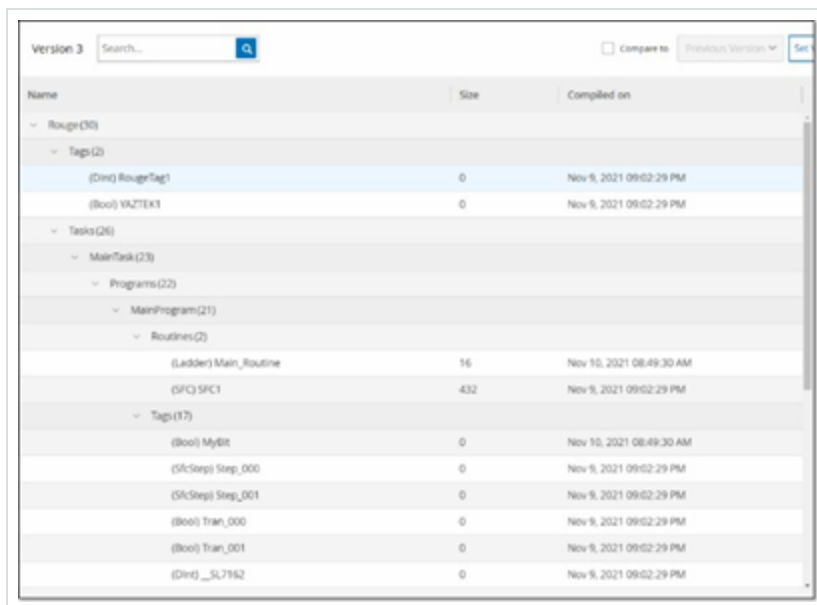 Version 3 Search... Compare to Previous Version Set
Name Size Compiled on
Rouge(30)
Tags(2)
(Dint) RougeTag1 0 Nov 9, 2021 09:02:29 PM
(Bool) YAZTEK1 0 Nov 9, 2021 09:02:29 PM
Tasks(26)
MainTask(23)
Programs(22)
MainProgram(21)
Routines(2)
(Ladder) Main_Routine 16 Nov 10, 2021 08:49:30 AM
(SFC) SFC1 432 Nov 9, 2021 09:02:29 PM
Tags(17)
(Bool) MyBit 0 Nov 10, 2021 08:49:30 AM
(SfcStep) Step_000 0 Nov 9, 2021 09:02:29 PM
(SfcStep) Step_001 0 Nov 9, 2021 09:02:29 PM
(Bool) Tran_000 0 Nov 9, 2021 09:02:29 PM
(Bool) Tran_001 0 Nov 9, 2021 09:02:29 PM
(Dint) __SL7162 0 Nov 9, 2021 09:02:29 PM